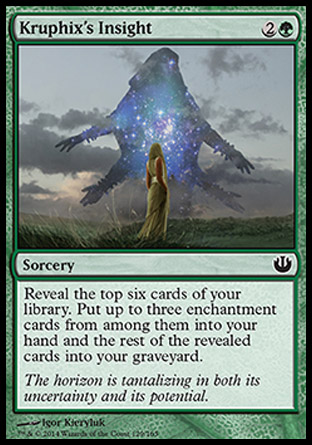 Kruphix's Insight 2
Sorcery
Reveal the top six cards of your
library. Put up to three enchantment
cards from among them into your
hand and the rest of the revealed
cards into your graveyard.
The horizon is tantalizing in both its
uncertainty and its potential.
Igor Kieryluk
™ & © 2014 Wizards of the Coast 129/165